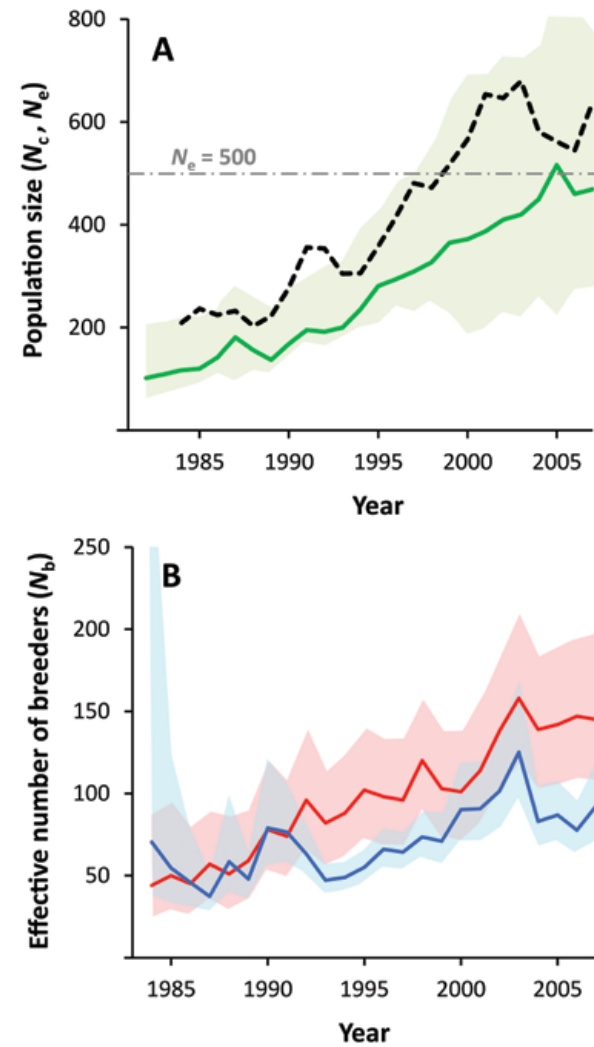 A
Population size (Nc, Ne)
800
600
400
200
Ne = 500
1985 1990 1995 2000 2005
Year
B
Effective number of breeders (Nb)
250
200
150
100
50
1985 1990 1995 2000 2005
Year